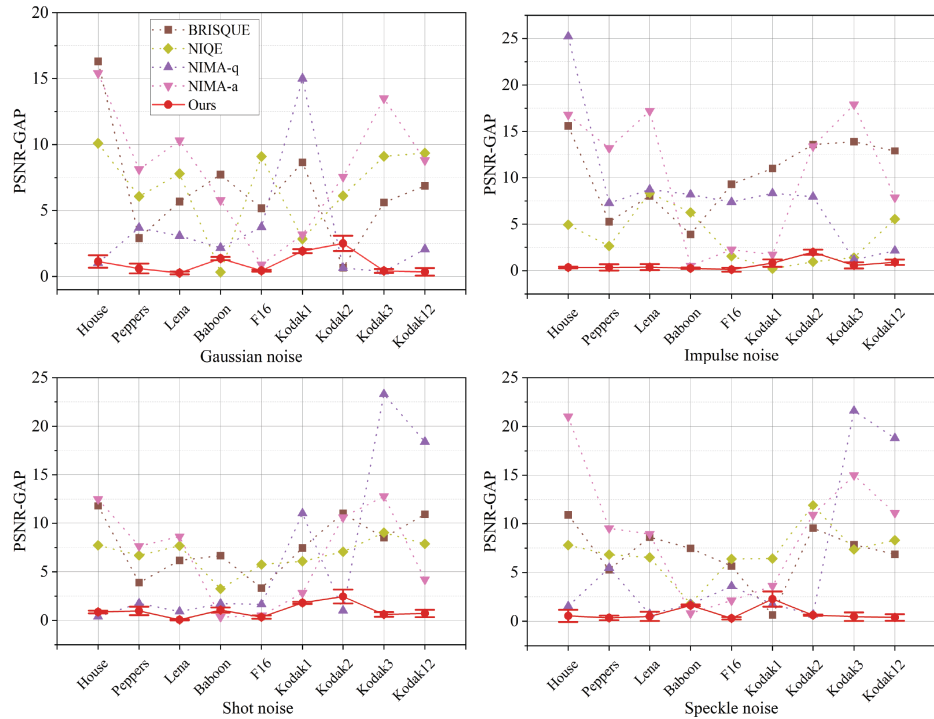 20
15
10
5
0
PSNR-GAP
BRISQUE
NIQE
NIMA-q
NIMA-a
Ours
House
Peppers
Lena
Baboon
F16
Kodak1
Kodak2
Kodak3
Kodak12
Gaussian noise
25
20
15
10
5
0
PSNR-GAP
House
Peppers
Lena
Baboon
F16
Kodak1
Kodak2
Kodak3
Kodak12
Impulse noise
25
20
15
10
5
0
PSNR-GAP
House
Peppers
Lena
Baboon
F16
Kodak1
Kodak2
Kodak3
Kodak12
Shot noise
25
20
15
10
5
0
PSNR-GAP
House
Peppers
Lena
Baboon
F16
Kodak1
Kodak2
Kodak3
Kodak12
Speckle noise